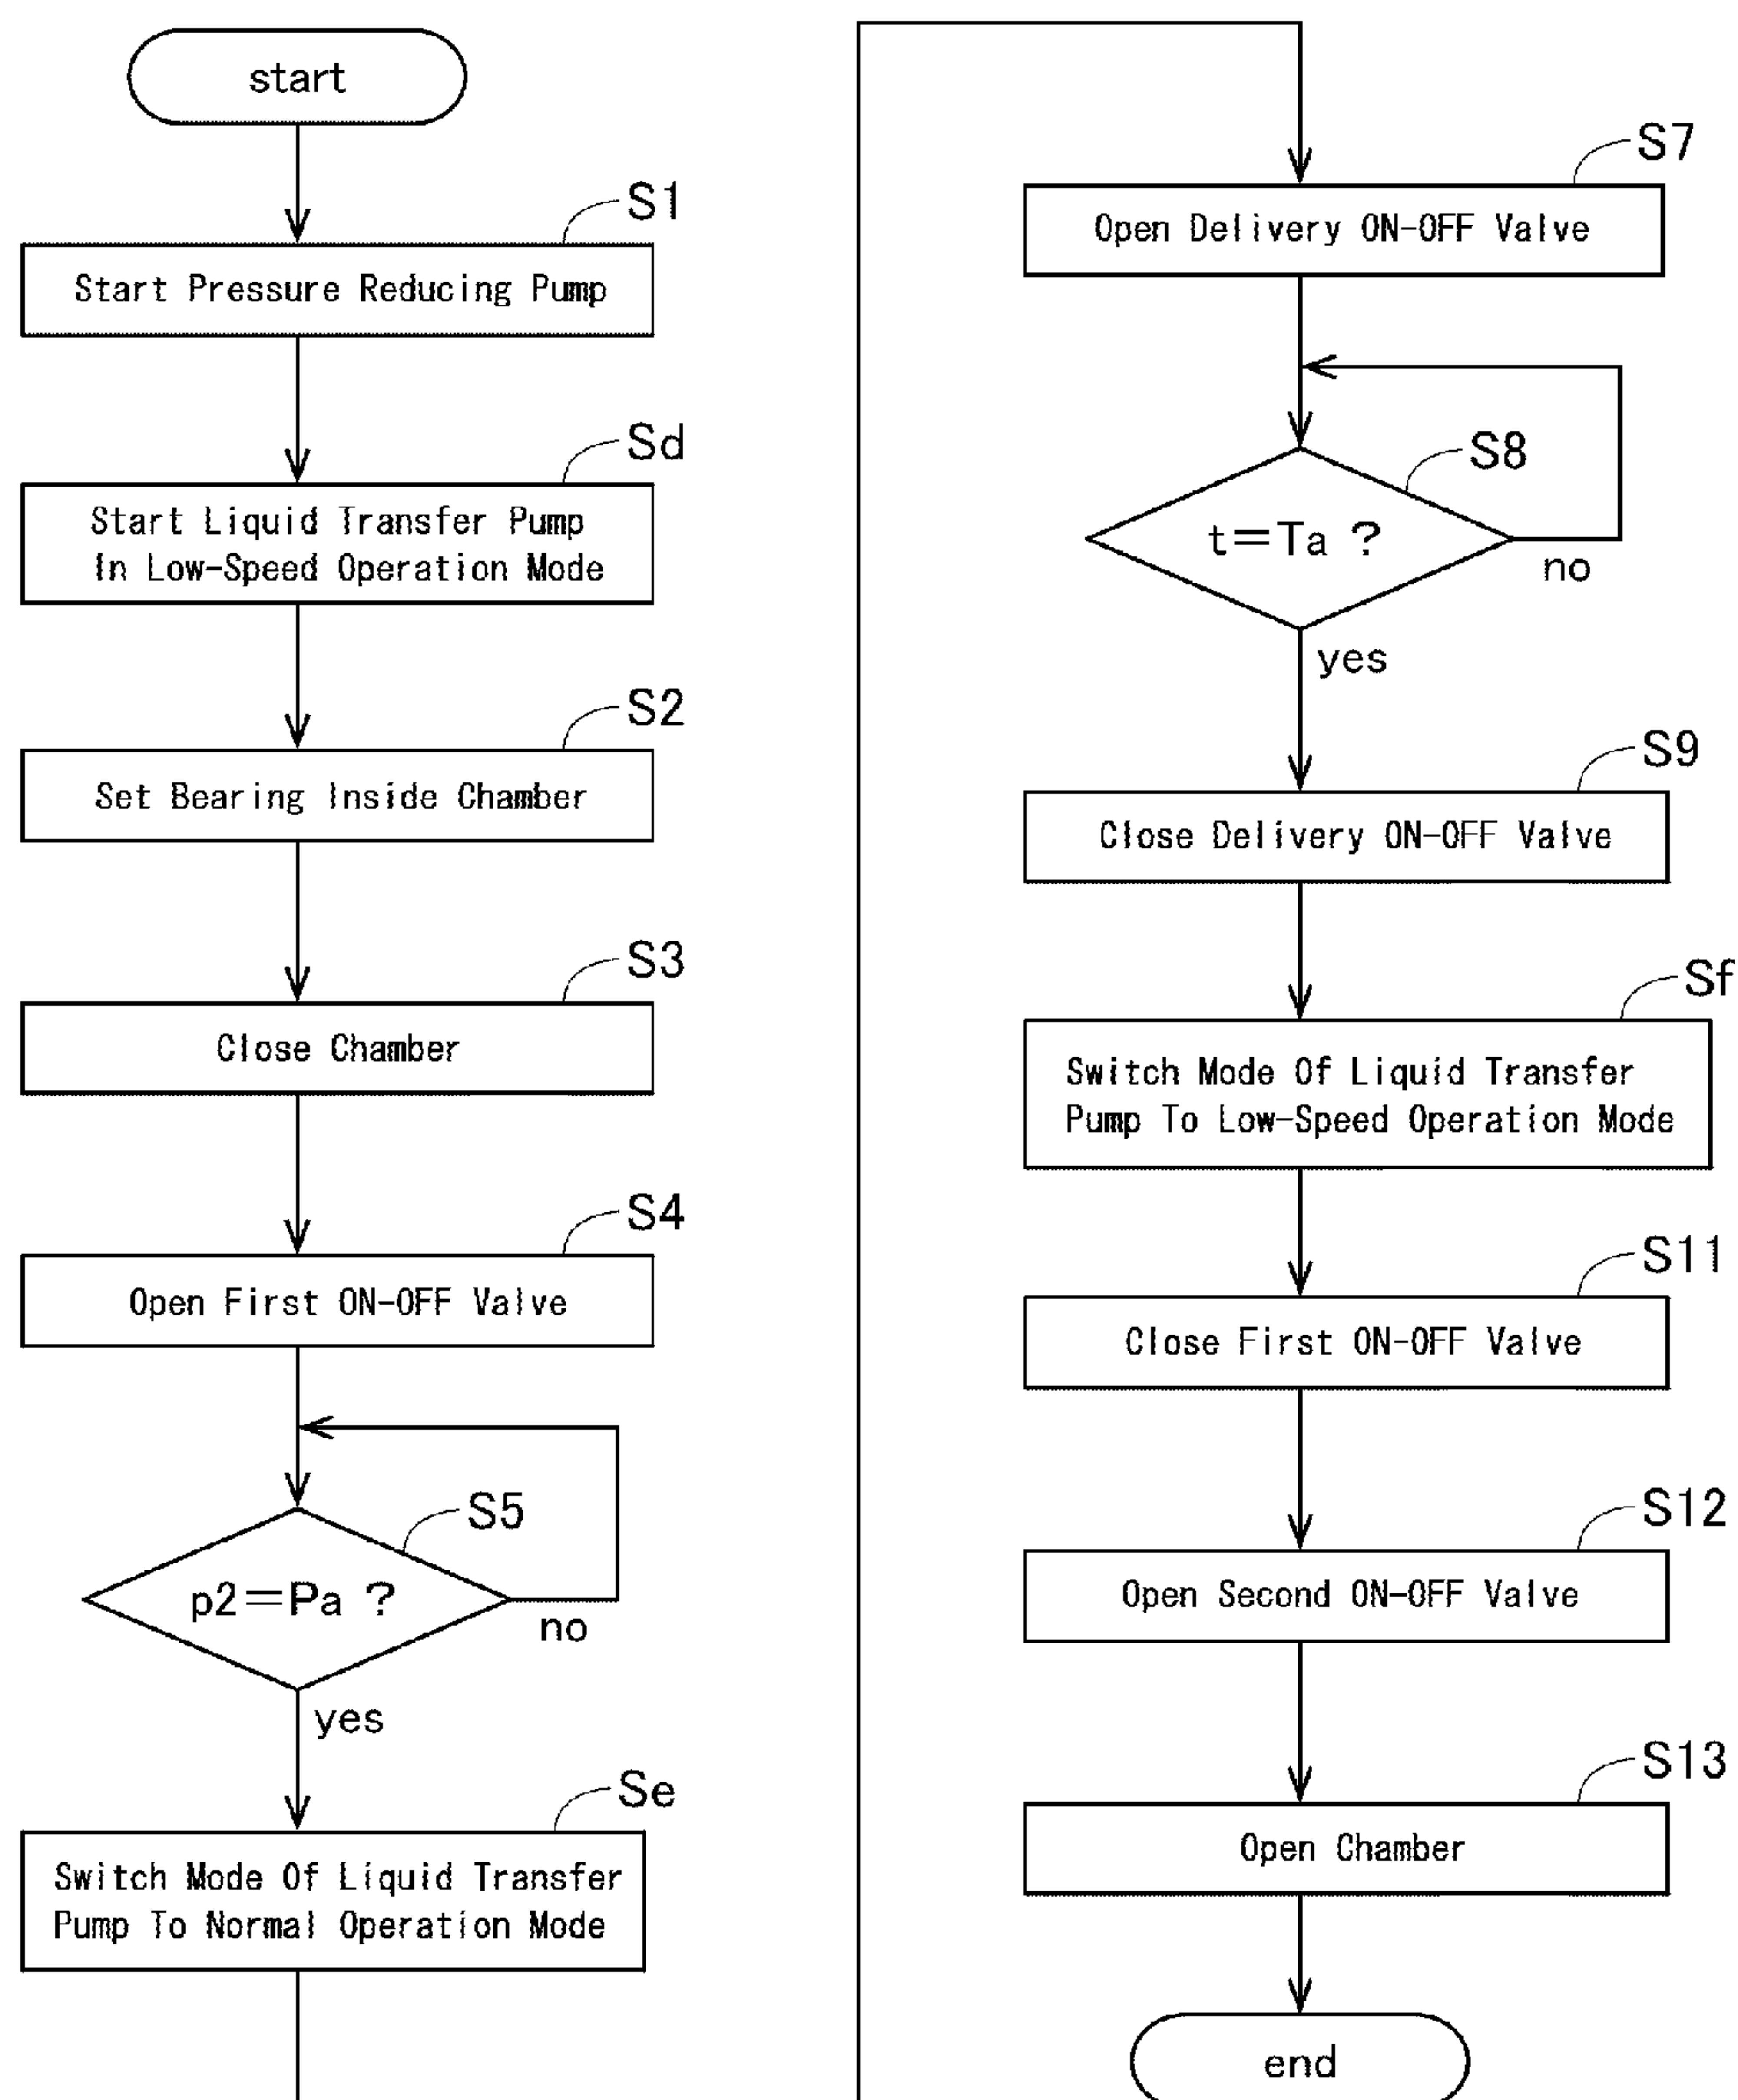 start
S1
Start Pressure Reducing Pump
Sd
Start Liquid Transfer Pump
In Low-Speed Operation Mode
S2
Set Bearing Inside Chamber
S3
Close Chamber
S4
Open First ON-OFF Valve
S5
p2=Pa ?
no
yes
Se
Switch Mode Of Liquid Transfer
Pump To Normal Operation Mode
S7
Open Delivery ON-OFF Valve
S8
t=Ta ?
no
yes
S9
Close Delivery ON-OFF Valve
Sf
Switch Mode Of Liquid Transfer
Pump To Low-Speed Operation Mode
S11
Close First ON-OFF Valve
S12
Open Second ON-OFF Valve
S13
Open Chamber
end